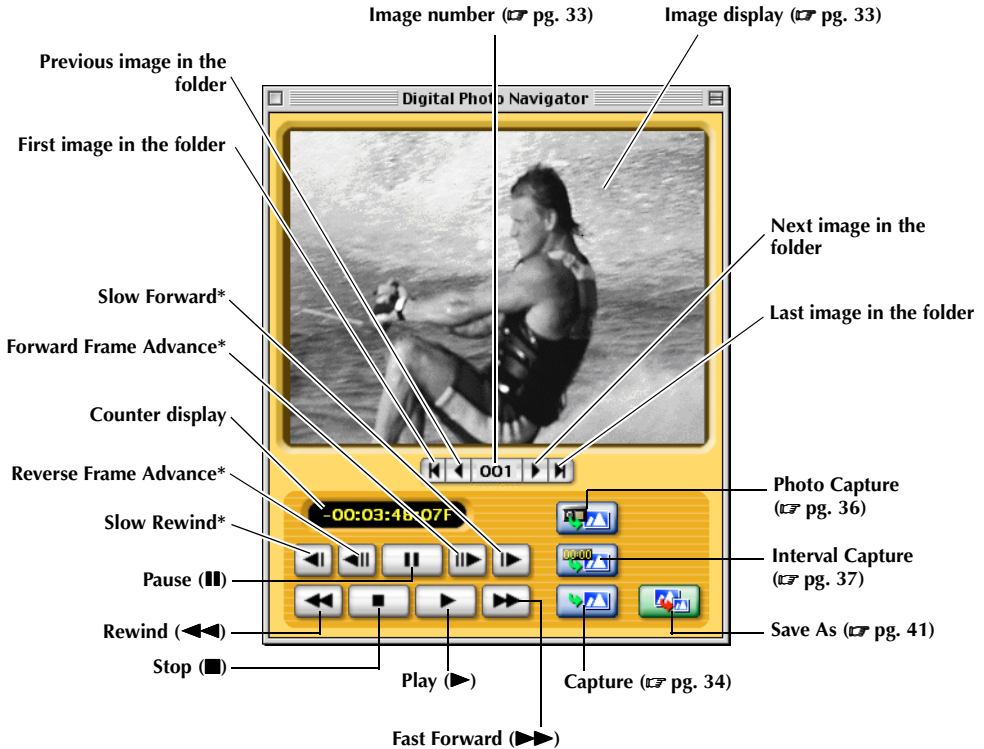 Image number (☞ pg. 33)
Image display (☞ pg. 33)
Previous image in the
folder
First image in the folder
Digital Photo Navigator
Next image in the
folder
Last image in the folder
Slow Forward*
Forward Frame Advance*
Counter display
Reverse Frame Advance*
Slow Rewind*
Pause (▐▐)
Rewind (◀◀)
Stop (■)
Play (▶)
Fast Forward (▶▶)
001
-00:03:48:07F
00:00
Photo Capture
(☞ pg. 36)
Interval Capture
(☞ pg. 37)
Save As (☞ pg. 41)
Capture (☞ pg. 34)